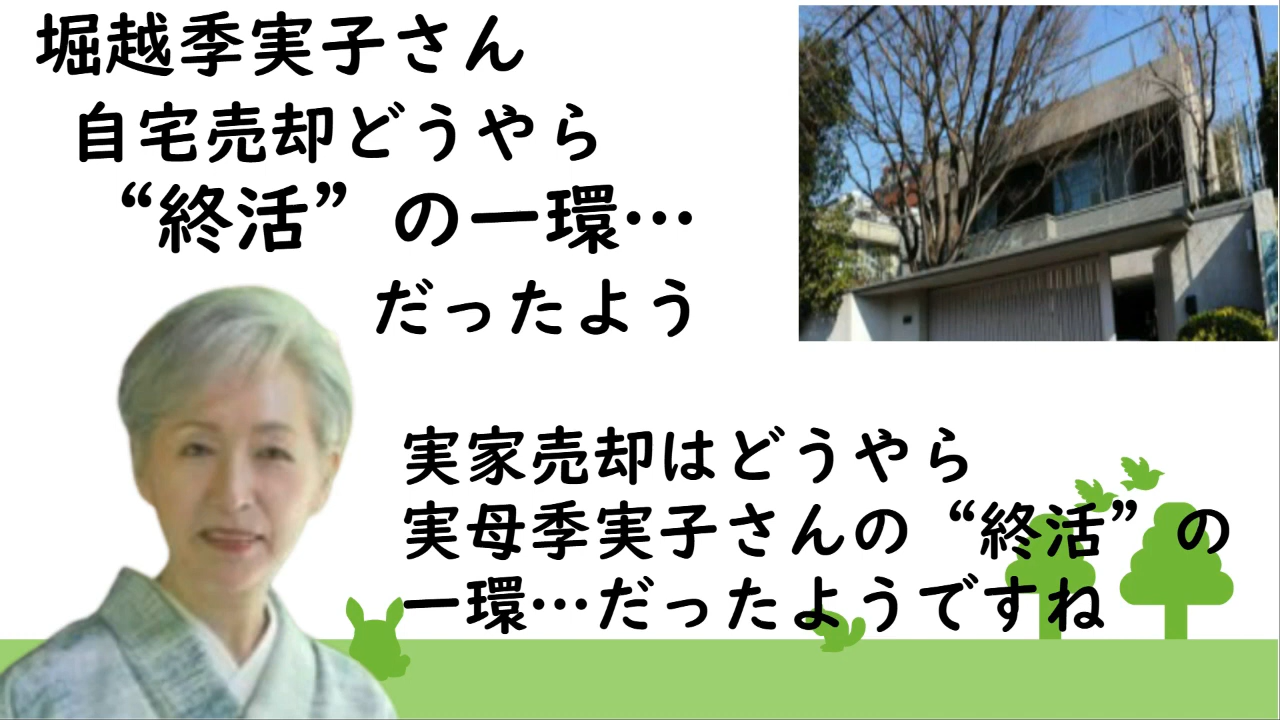 堀越季実子さん
自宅売却どうやら
“終活”の一環…
だったよう
実家売却はどうやら
実母季実子さんの“終活”の
一環…だったようですね